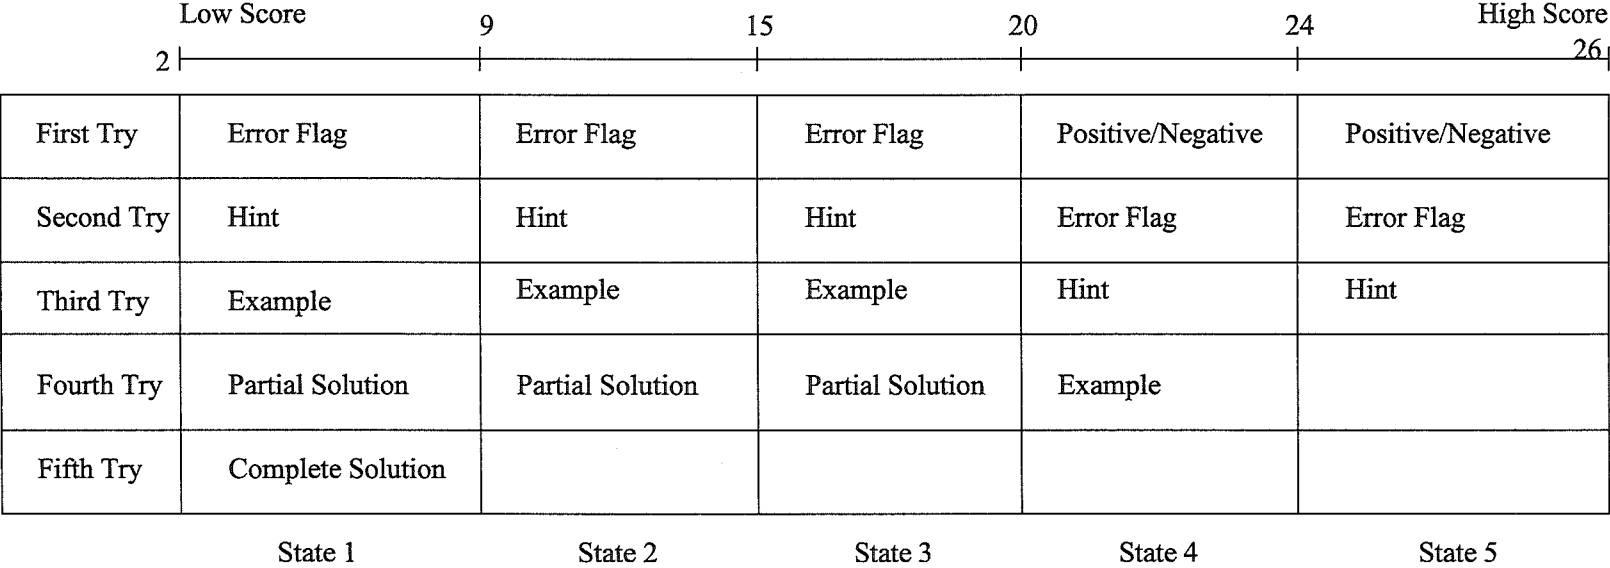 Low Score 9 15 20 24 High Score
2 26
First Try Error Flag Error Flag Error Flag Positive/Negative Positive/Negative
Second Try Hint Hint Hint Error Flag Error Flag
Third Try Example Example Example Hint Hint
Fourth Try Partial Solution Partial Solution Partial Solution Example
Fifth Try Complete Solution
State 1 State 2 State 3 State 4 State 5